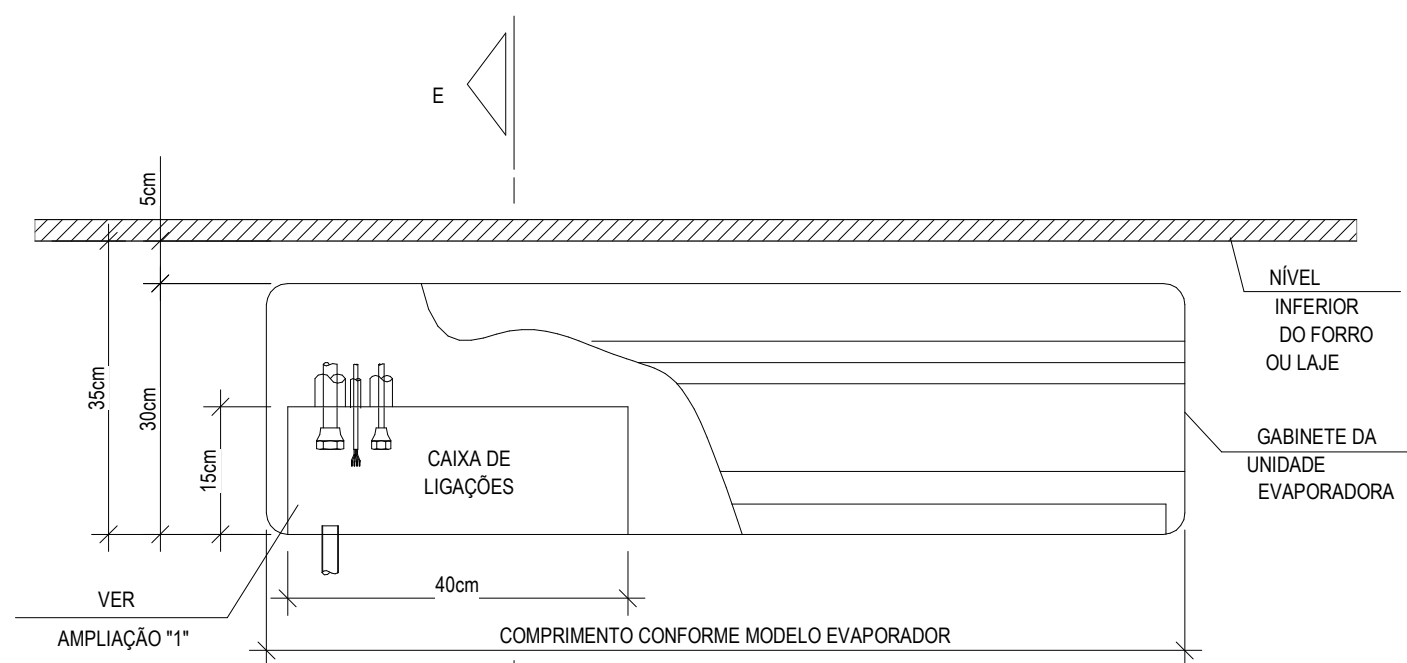 E
5cm
NÍVEL
INFERIOR
DO FORRO
OU LAJE
35cm
30cm
15cm
CAIXA DE
LIGAÇÕES
GABINETE DA
UNIDADE
EVAPORADORA
40cm
VER
AMPLIAÇÃO "1"
COMPRIMENTO CONFORME MODELO EVAPORADOR